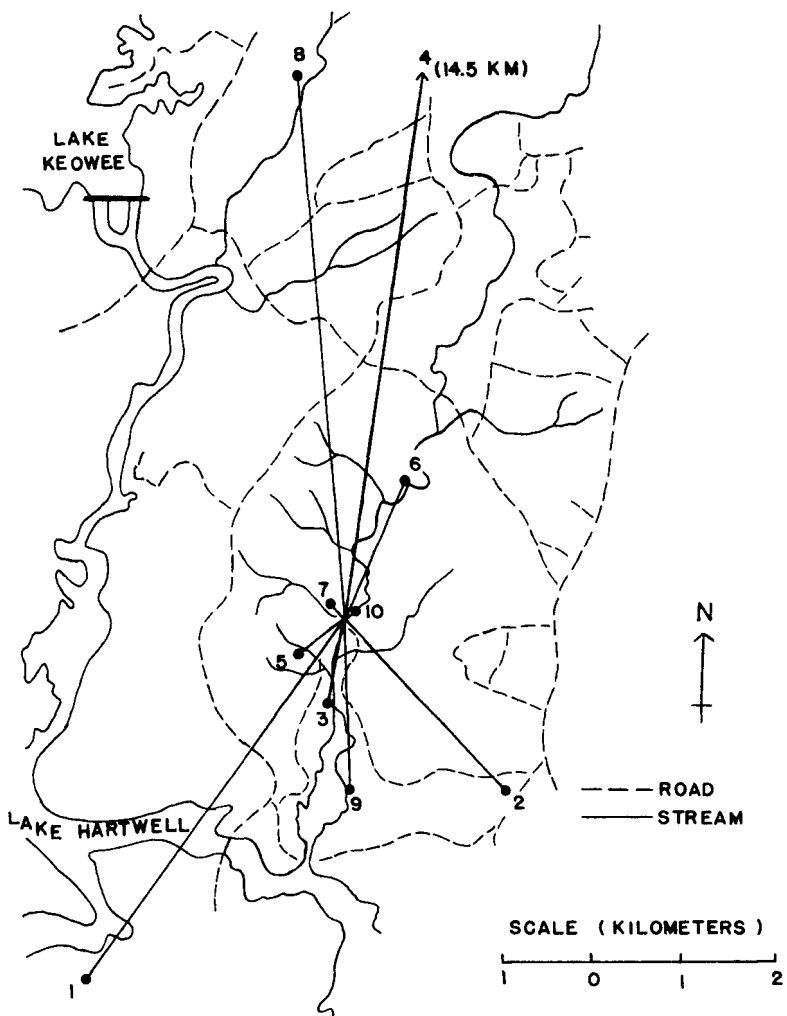 8
4
(14.5 KM)
LAKE
KEOWEE
6
N
7
10
5
3
9
2
ROAD
STREAM
LAKE HARTWELL
SCALE (KILOMETERS)
1 0 1 2
1